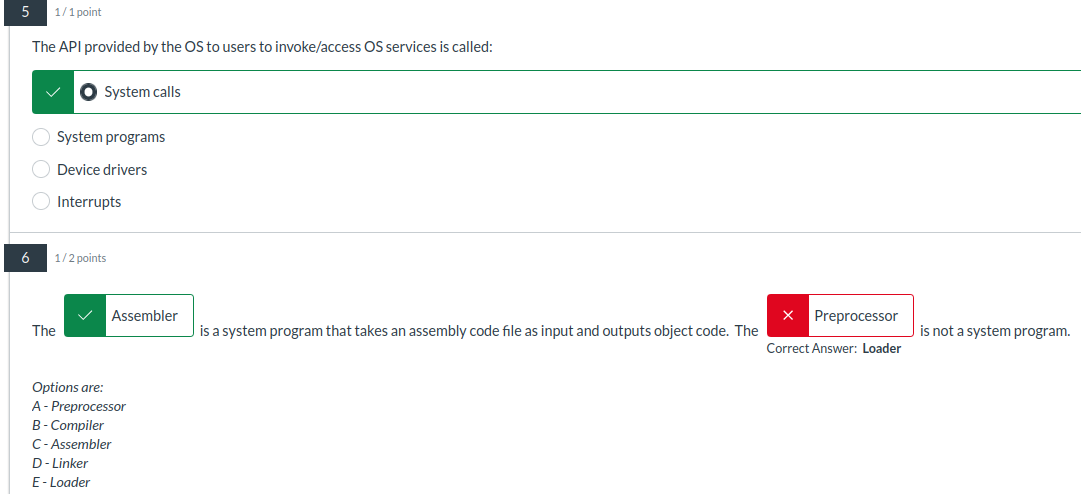 5 1 / 1 point
The API provided by the OS to users to invoke/access OS services is called:
System calls
System programs
Device drivers
Interrupts
6 1 / 2 points
The Assembler is a system program that takes an assembly code file as input and outputs object code. The Preprocessor is not a system program.
Correct Answer: Loader
Options are:
A - Preprocessor
B - Compiler
C - Assembler
D - Linker
E - Loader